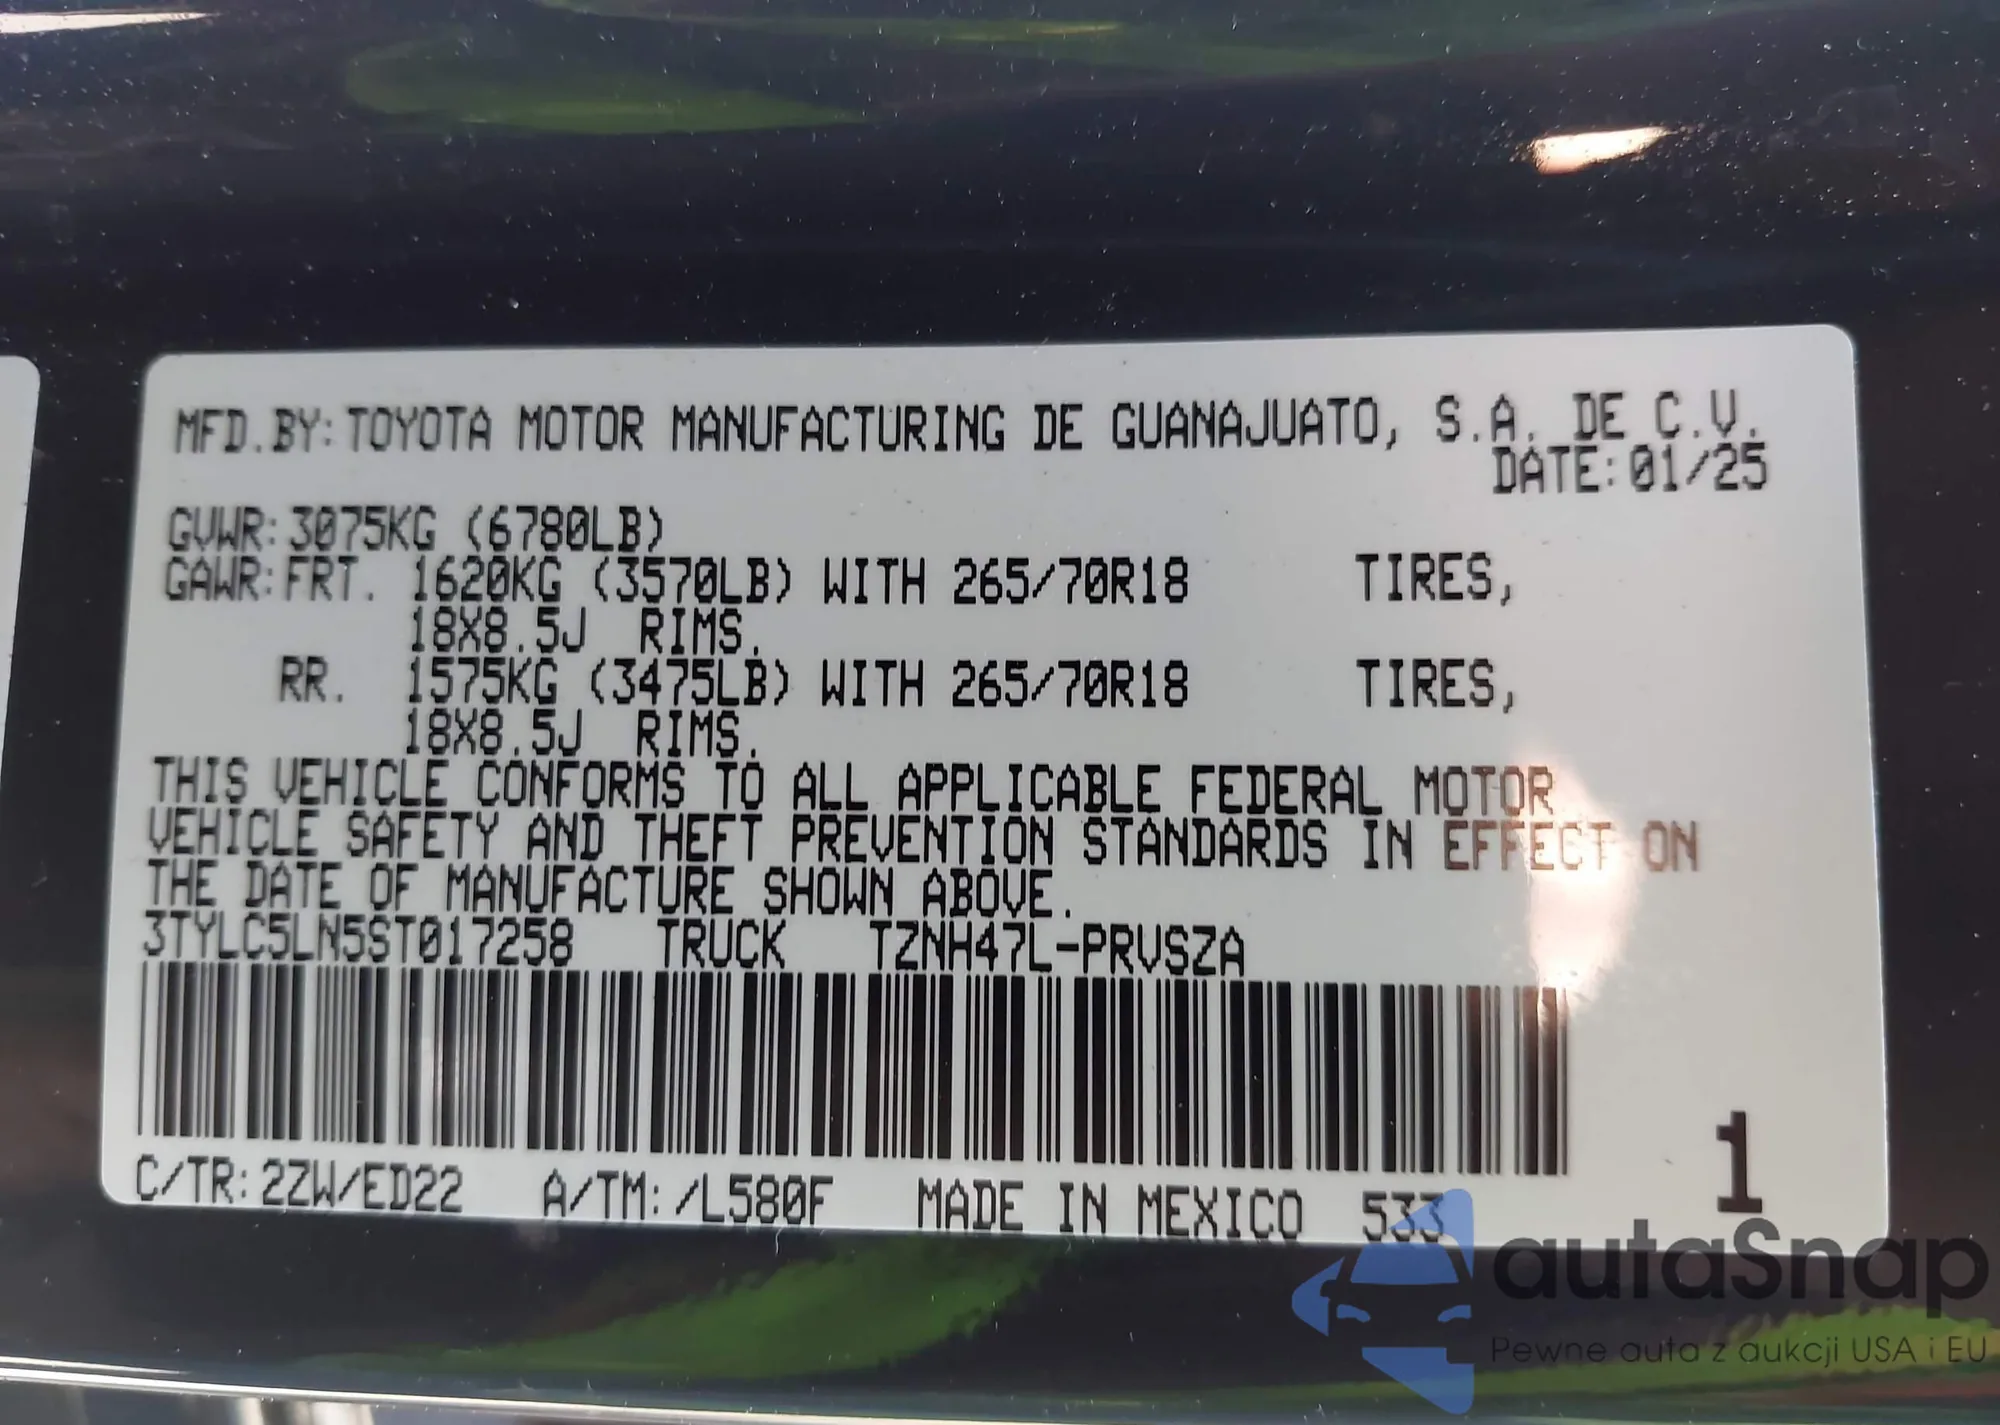 MFD.BY:TOYOTA MOTOR MANUFACTURING DE GUANAJUATO, S.A. DE C.V.
DATE:01/25
GVWR:3075KG (6780LB)
GAWR:FRT. 1620KG (3570LB) WITH 265/70R18 TIRES,
18X8.5J RIMS.
RR. 1575KG (3475LB) WITH 265/70R18 TIRES,
18X8.5J RIMS.
THIS VEHICLE CONFORMS TO ALL APPLICABLE FEDERAL MOTOR
VEHICLE SAFETY AND THEFT PREVENTION STANDARDS IN EFFECT ON
THE DATE OF MANUFACTURE SHOWN ABOVE.
3TYLC5LN5ST017258 TRUCK TZNH47L-PRVSZA
1
C/TR:2ZW/ED22 A/TM:/L580F MADE IN MEXICO 533
autaSnap
Pewne auta z aukcji USA i EU